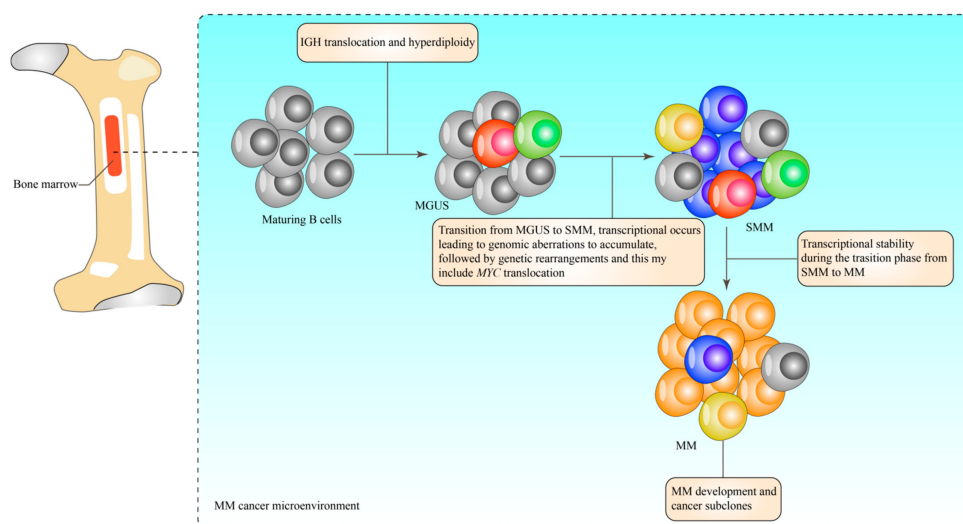 IGH translocation and hyperdiploidy
Bone marrow
Maturing B cells
MGUS
SMM
Transition from MGUS to SMM, transcriptional occurs
leading to genomic aberrations to accumulate,
followed by genetic rearrangements and this my
include MYC translocation
Transcriptional stability
during the trasition phase from
SMM to MM
MM
MM development and
cancer subclones
MM cancer microenvironment